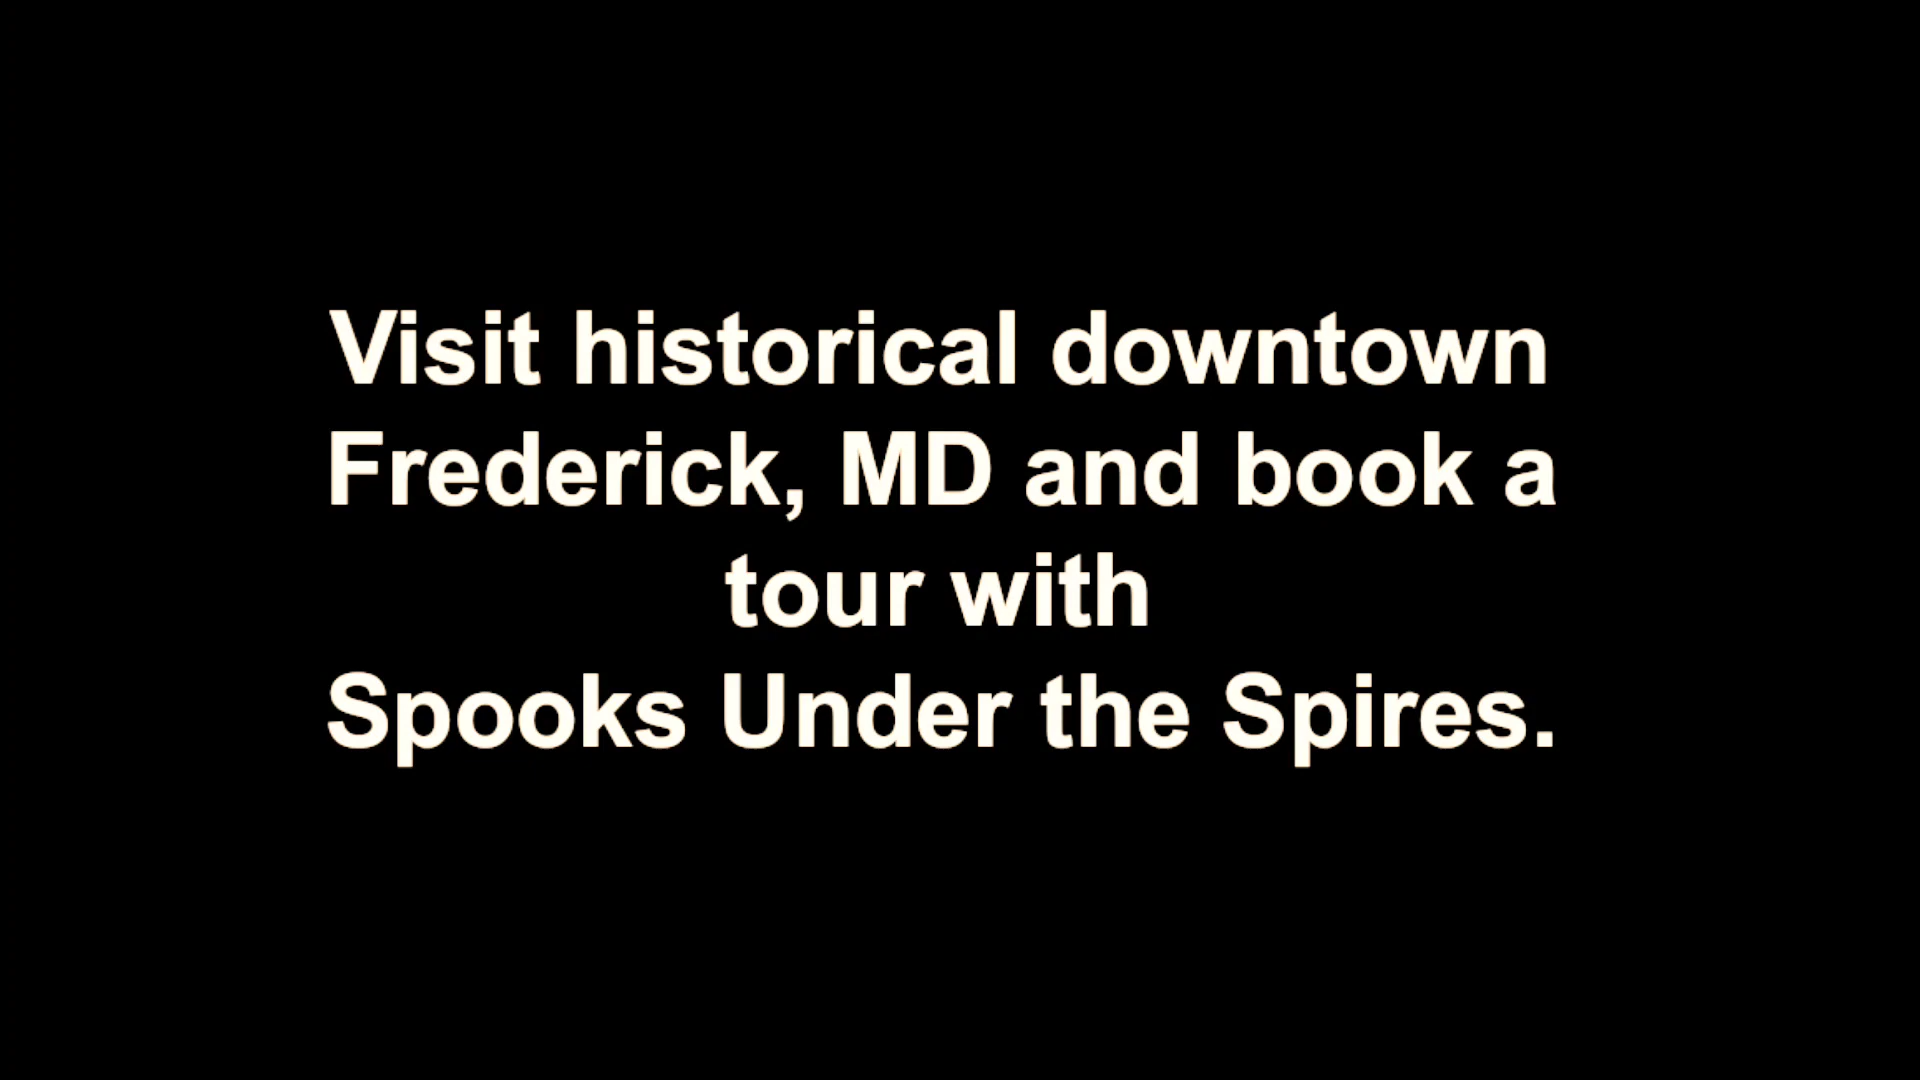 Visit historical downtown
Frederick, MD and book a
tour with
Spooks Under the Spires.